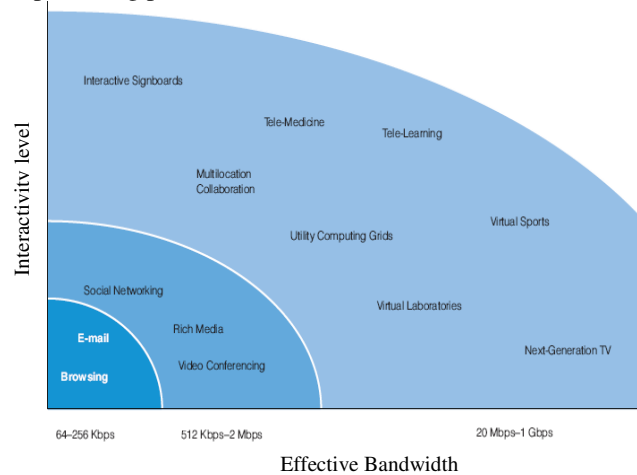 Interactive Signboards
Tele-Medicine
Tele-Learning
Multilocation
Collaboration
Virtual Sports
Utility Computing Grids
Interactivity level
Social Networking
Virtual Laboratories
Rich Media
E-mail
Next-Generation TV
Video Conferencing
Browsing
64–256 Kbps
512 Kbps–2 Mbps
20 Mbps–1 Gbps
Effective Bandwidth